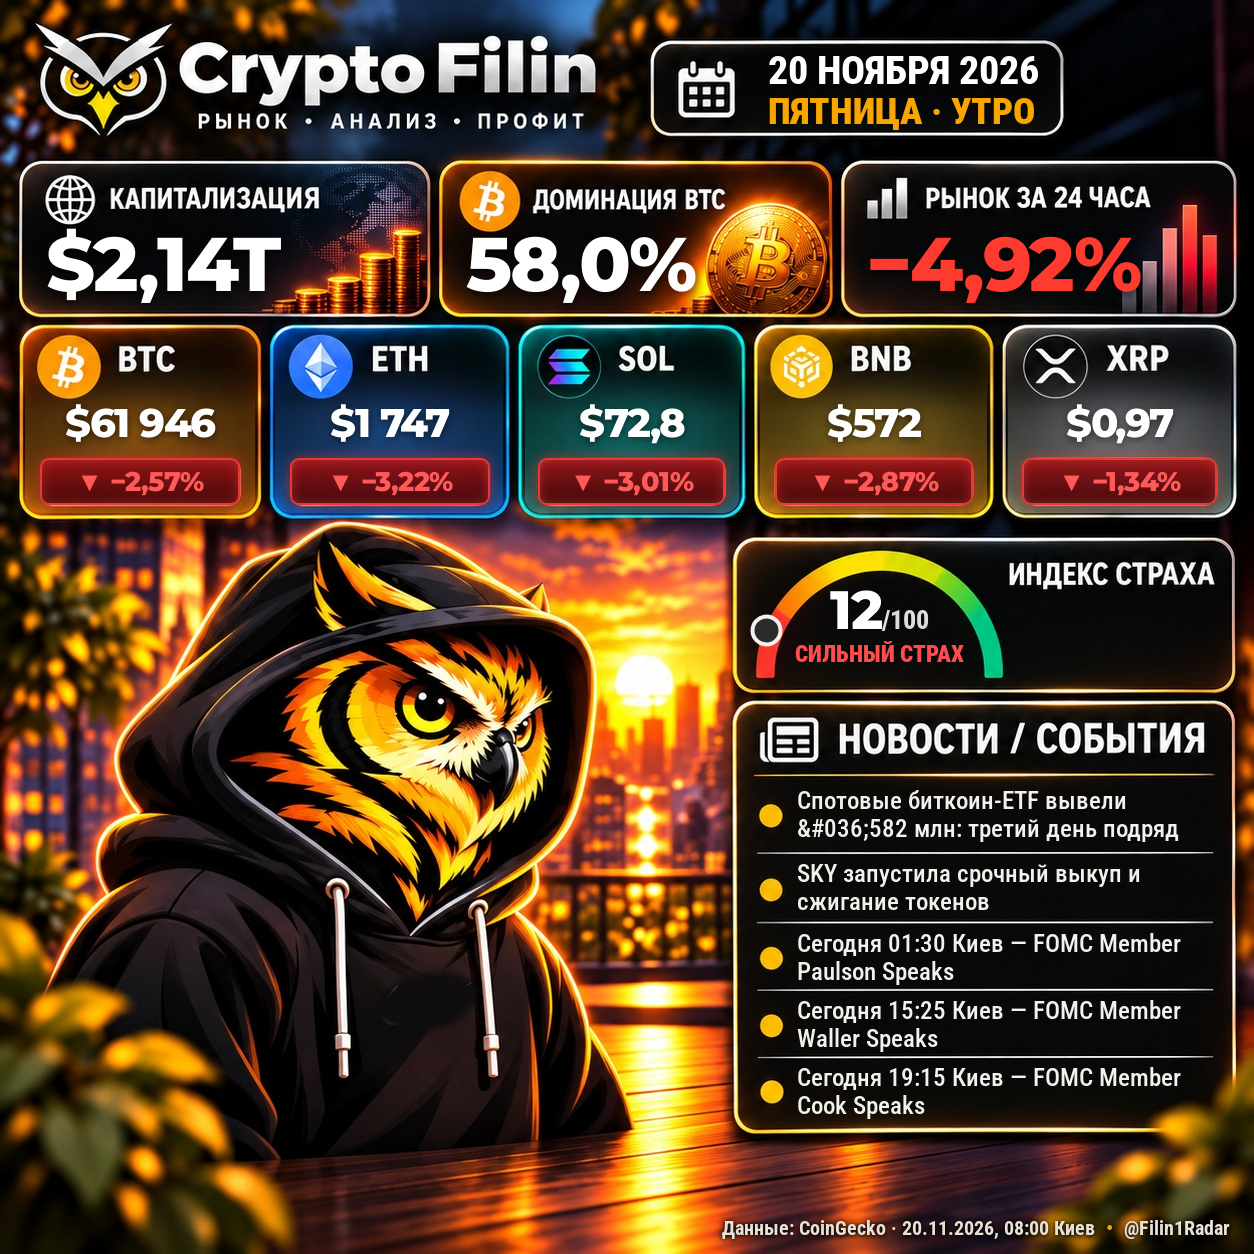 Crypto Filin
РЫНОК • АНАЛИЗ • ПРОФИТ
20 НОЯБРЯ 2026
ПЯТНИЦА · УТРО
КАПИТАЛИЗАЦИЯ
$2,14T
ДОМИНАЦИЯ BTC
58,0%
РЫНОК ЗА 24 ЧАСА
−4,92%
BTC
$61 946
▼ −2,57%
ETH
$1 747
▼ −3,22%
SOL
$72,8
▼ −3,01%
BNB
$572
▼ −2,87%
XRP
$0,97
▼ −1,34%
ИНДЕКС СТРАХА
12/100
СИЛЬНЫЙ СТРАХ
НОВОСТИ / СОБЫТИЯ
Спотовые биткоин-ETF вывели
&#036;582 млн: третий день подряд
SKY запустила срочный выкуп и
сжигание токенов
Сегодня 01:30 Киев — FOMC Member
Paulson Speaks
Сегодня 15:25 Киев — FOMC Member
Waller Speaks
Сегодня 19:15 Киев — FOMC Member
Cook Speaks
Данные: CoinGecko · 20.11.2026, 08:00 Киев • @Filin1Radar